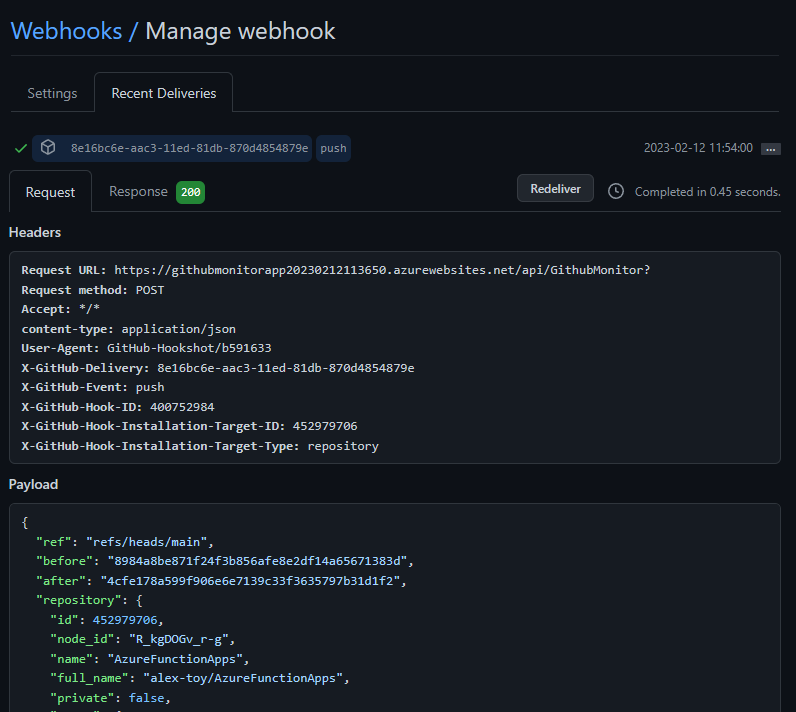 Webhooks / Manage webhook
Settings
Recent Deliveries
8e16bc6e-aac3-11ed-81db-870d4854879e push 2023-02-12 11:54:00 ...
Request
Response 200
Redeliver
Completed in 0.45 seconds.
Headers
Request URL: https://githubmonitorapp20230212113650.azurewebsites.net/api/GithubMonitor?
Request method: POST
Accept: */*
content-type: application/json
User-Agent: GitHub-Hookshot/b591633
X-GitHub-Delivery: 8e16bc6e-aac3-11ed-81db-870d4854879e
X-GitHub-Event: push
X-GitHub-Hook-ID: 400752984
X-GitHub-Hook-Installation-Target-ID: 452979706
X-GitHub-Hook-Installation-Target-Type: repository
Payload
{
"ref": "refs/heads/main",
"before": "8984a8be871f24f3b856afe8e2df14a65671383d",
"after": "4cfe178a599f906e6e7139c33f3635797b31d1f2",
"repository": {
"id": 452979706,
"node_id": "R_kgDOGv_r-g",
"name": "AzureFunctionApps",
"full_name": "alex-toy/AzureFunctionApps",
"private": false,